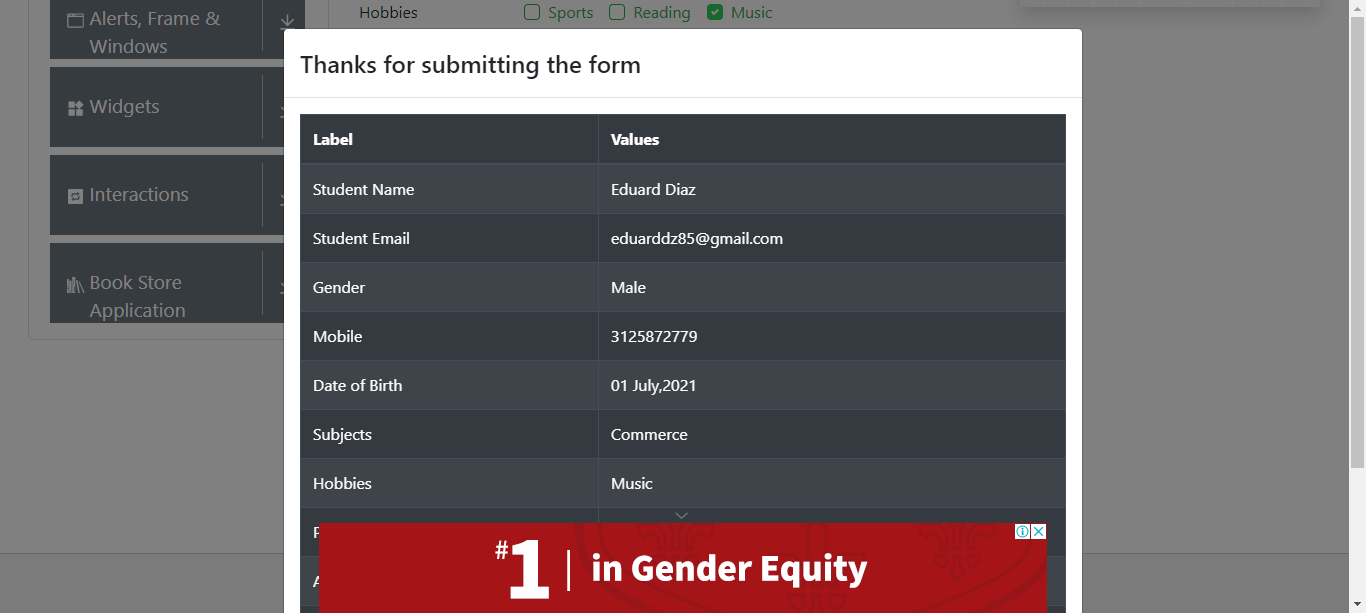 Alerts, Frame &
Windows
Hobbies Sports Reading Music
Thanks for submitting the form
Widgets
Interactions
Book Store
Application
Label Values
Student Name Eduard Diaz
Student Email eduarddz85@gmail.com
Gender Male
Mobile 3125872779
Date of Birth 01 July,2021
Subjects Commerce
Hobbies Music
P
A
#1 | in Gender Equity